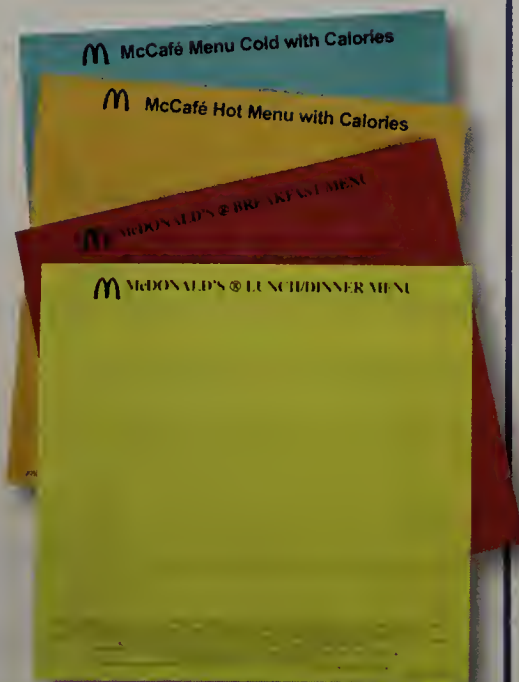 McCafé Menu Cold with Calories
McCafé Hot Menu with Calories
McDONALD'S ® BREAKFAST MENU
McDONALD'S ® LUNCH/DINNER MENU